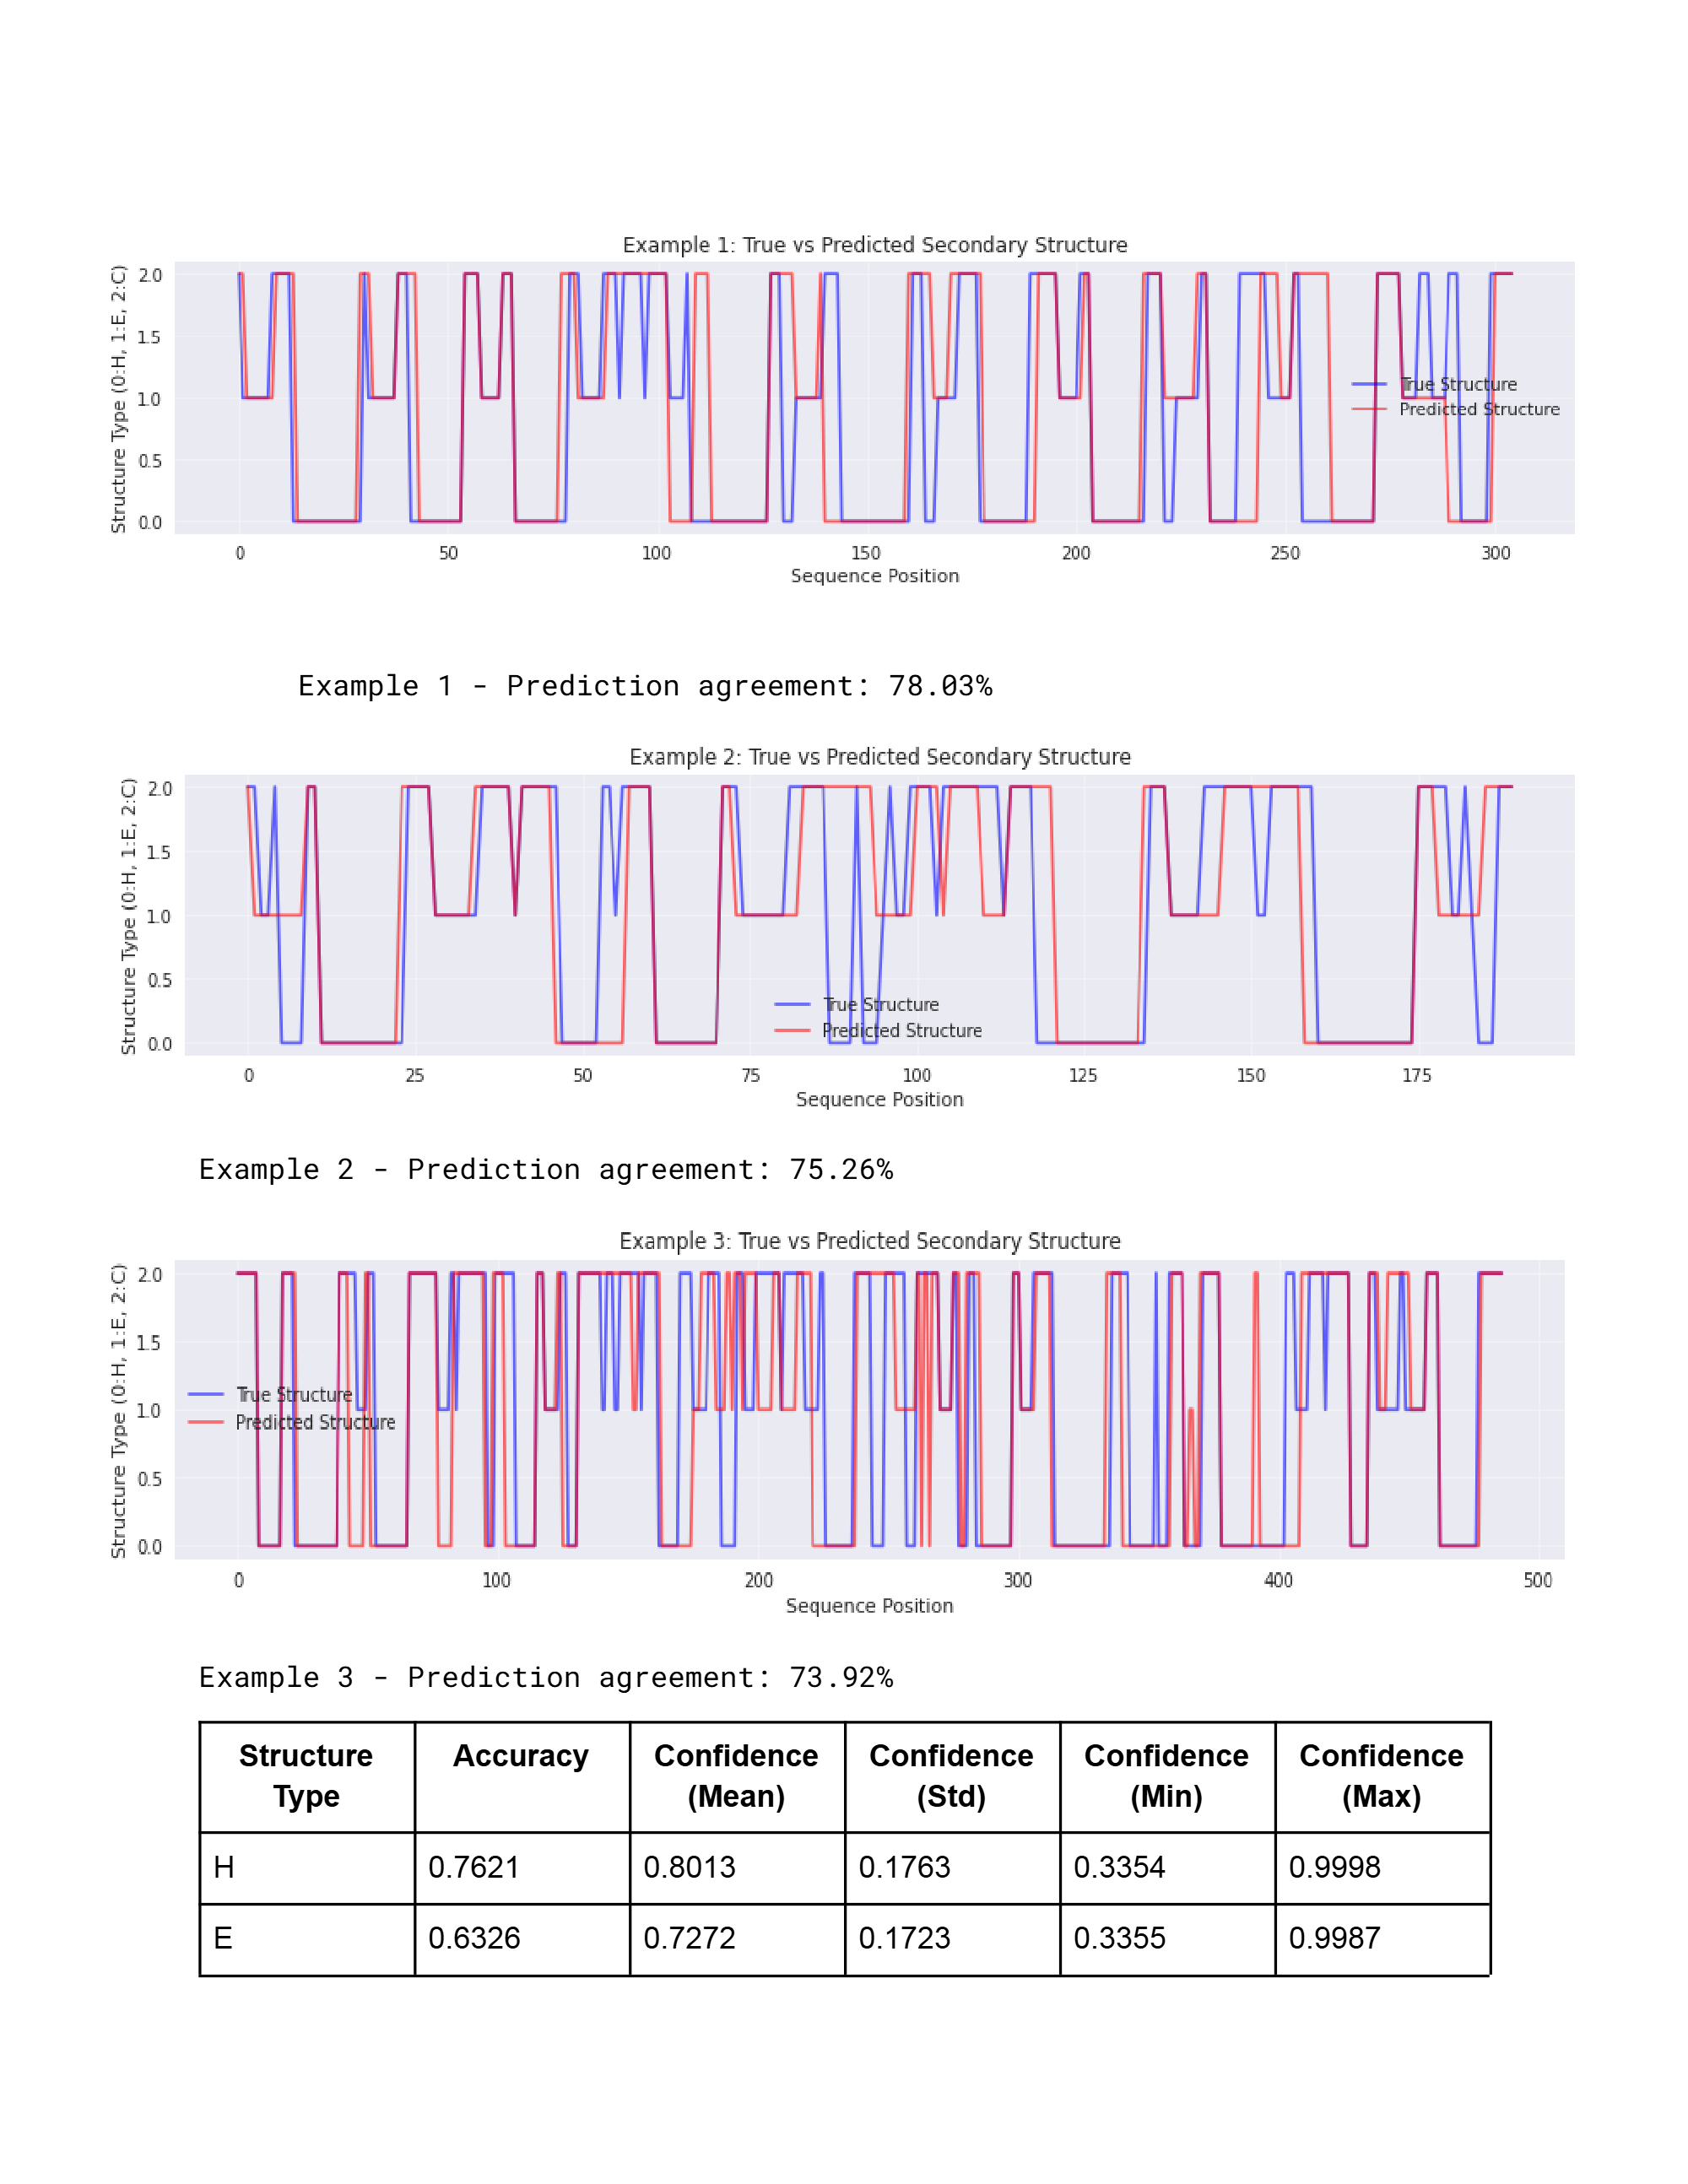 Example 1: True vs Predicted Secondary Structure
Structure Type (0:H, 1:E, 2:C)
2.0
1.5
1.0
0.5
0.0
True Structure
Predicted Structure
0 50 100 150 200 250 300
Sequence Position
Example 1 - Prediction agreement: 78.03%
Example 2: True vs Predicted Secondary Structure
Structure Type (0:H, 1:E, 2:C)
2.0
1.5
1.0
0.5
0.0
True Structure
Predicted Structure
0 25 50 75 100 125 150 175
Sequence Position
Example 2 - Prediction agreement: 75.26%
Example 3: True vs Predicted Secondary Structure
Structure Type (0:H, 1:E, 2:C)
2.0
1.5
1.0
0.5
0.0
True Structure
Predicted Structure
0 100 200 300 400 500
Sequence Position
Example 3 - Prediction agreement: 73.92%
Structure Type Accuracy Confidence (Mean) Confidence (Std) Confidence (Min) Confidence (Max)
H 0.7621 0.8013 0.1763 0.3354 0.9998
E 0.6326 0.7272 0.1723 0.3355 0.9987